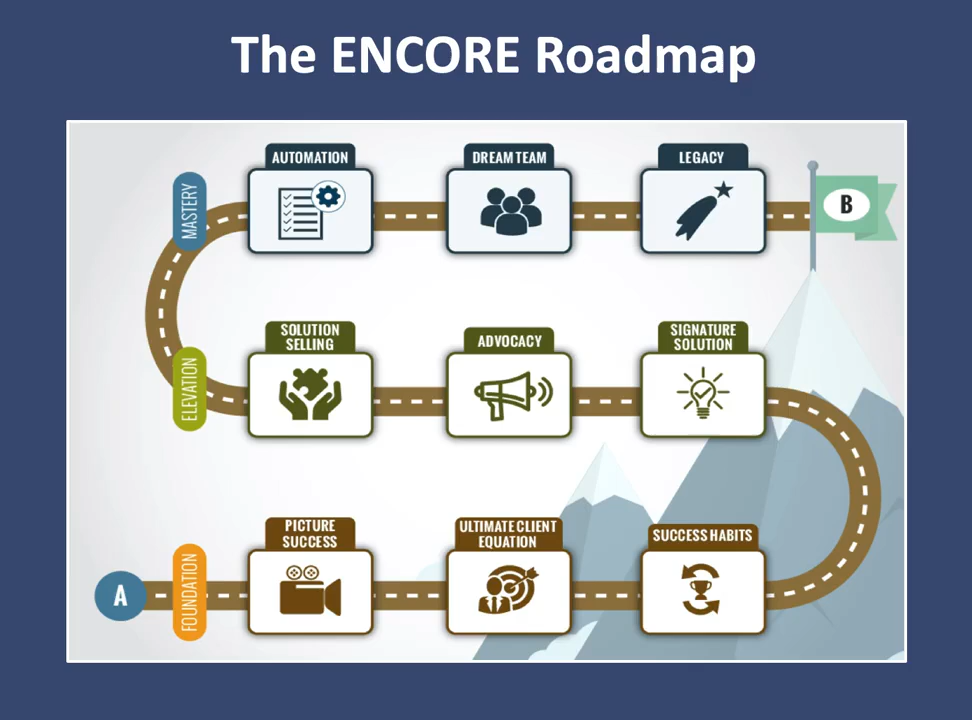 The ENCORE Roadmap
AUTOMATION
DREAM TEAM
LEGACY
MASTERY
B
SOLUTION
SELLING
ADVOCACY
SIGNATURE
SOLUTION
ELEVATION
PICTURE
SUCCESS
ULTIMATE CLIENT
EQUATION
SUCCESS HABITS
A
FOUNDATION